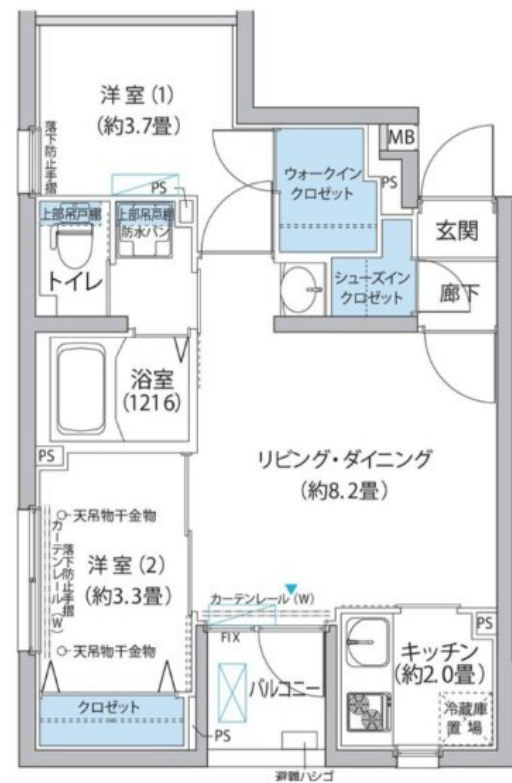 洋室(1)
(約3.7畳)
落下防止手摺
PS
上部吊戸棚
トイレ
上部吊戸棚
防水パン
ウォークイン
クロゼット
MB
PS
玄関
シューズイン
クロゼット
廊下
浴室
(1216)
PS
リビング・ダイニング
(約8.2畳)
天吊物干金物
カーテンレール(W)
落下防止手摺
洋室(2)
(約3.3畳)
天吊物干金物
クロゼット
PS
カーテンレール(W)
FIX
バルコニー
避難ハシゴ
PS
キッチン
(約2.0畳)
冷蔵庫
置場